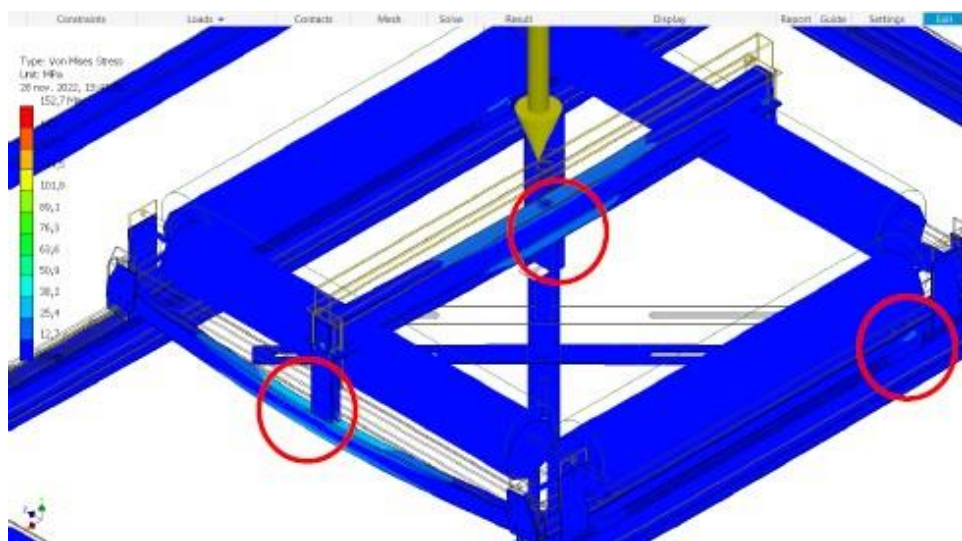 Constraints Loads Contacts Mesh Solve Result Display Report Guide Settings Exit
Type: Von Mises Stress
Unit: MPa
28 nov. 2022,
152,7
101,8
89,1
76,3
63,6
50,9
38,2
25,4
12,7